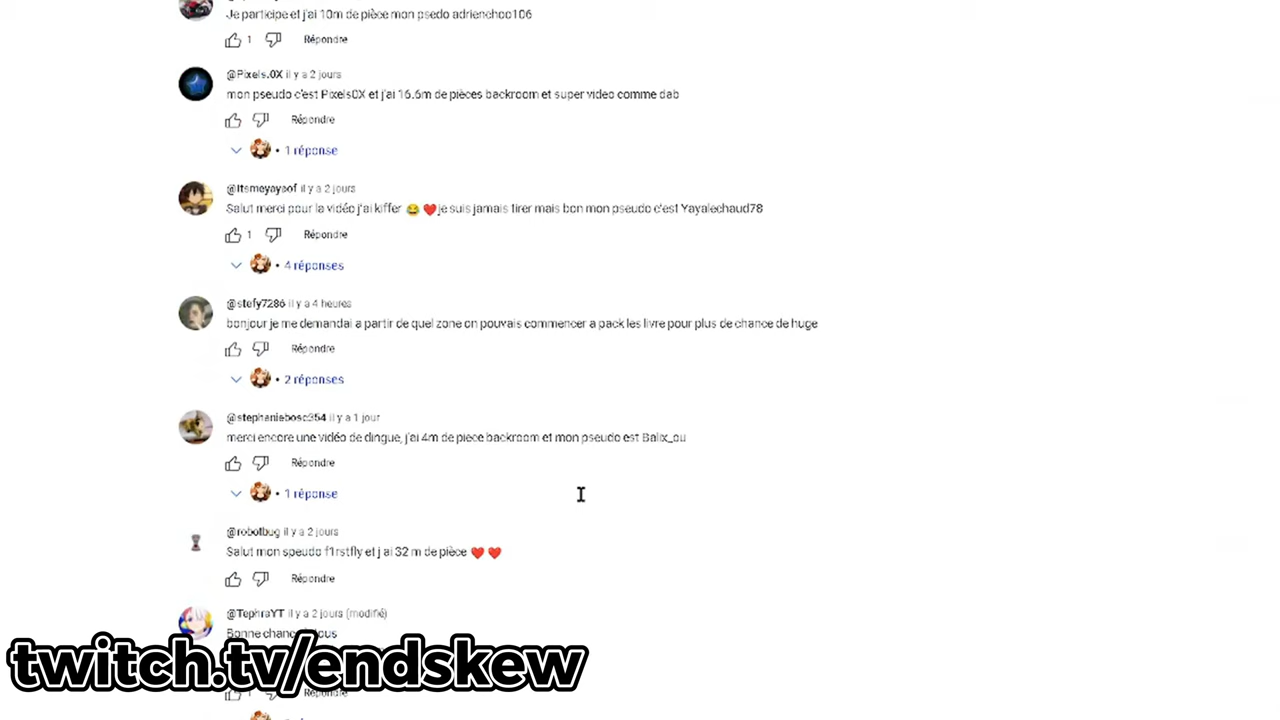 Je participe et j'ai 10m de pièce mon psedo adrienchoo106
1 Répondre
@Pixels.0X il y a 2 jours
mon pseudo c'est Pixels0X et j'ai 16.6m de pièces backroom et super video comme dab
Répondre
• 1 réponse
@Itsmeyayaof il y a 2 jours
Salut merci pour la vidéo j'ai kiffer 😂 ❤️je suis jamais tirer mais bon mon pseudo c'est Yayalechaud78
1 Répondre
• 4 réponses
@stefy7286 il y a 4 heures
bonjour je me demandai a partir de quel zone on pouvais commencer a pack les livre pour plus de chance de huge
Répondre
• 2 réponses
@stephaniebosc354 il y a 1 jour
merci encore une vidéo de dingue, j'ai 4m de piece backroom et mon pseudo est Balix_ou
Répondre
• 1 réponse
@robotbug il y a 2 jours
Salut mon speudo f1rstfly et j ai 32 m de pièce ❤️ ❤️
Répondre
@TephraYT il y a 2 jours (modifié)
Bonne chance
twitch.tv/endskew
1 Répondre